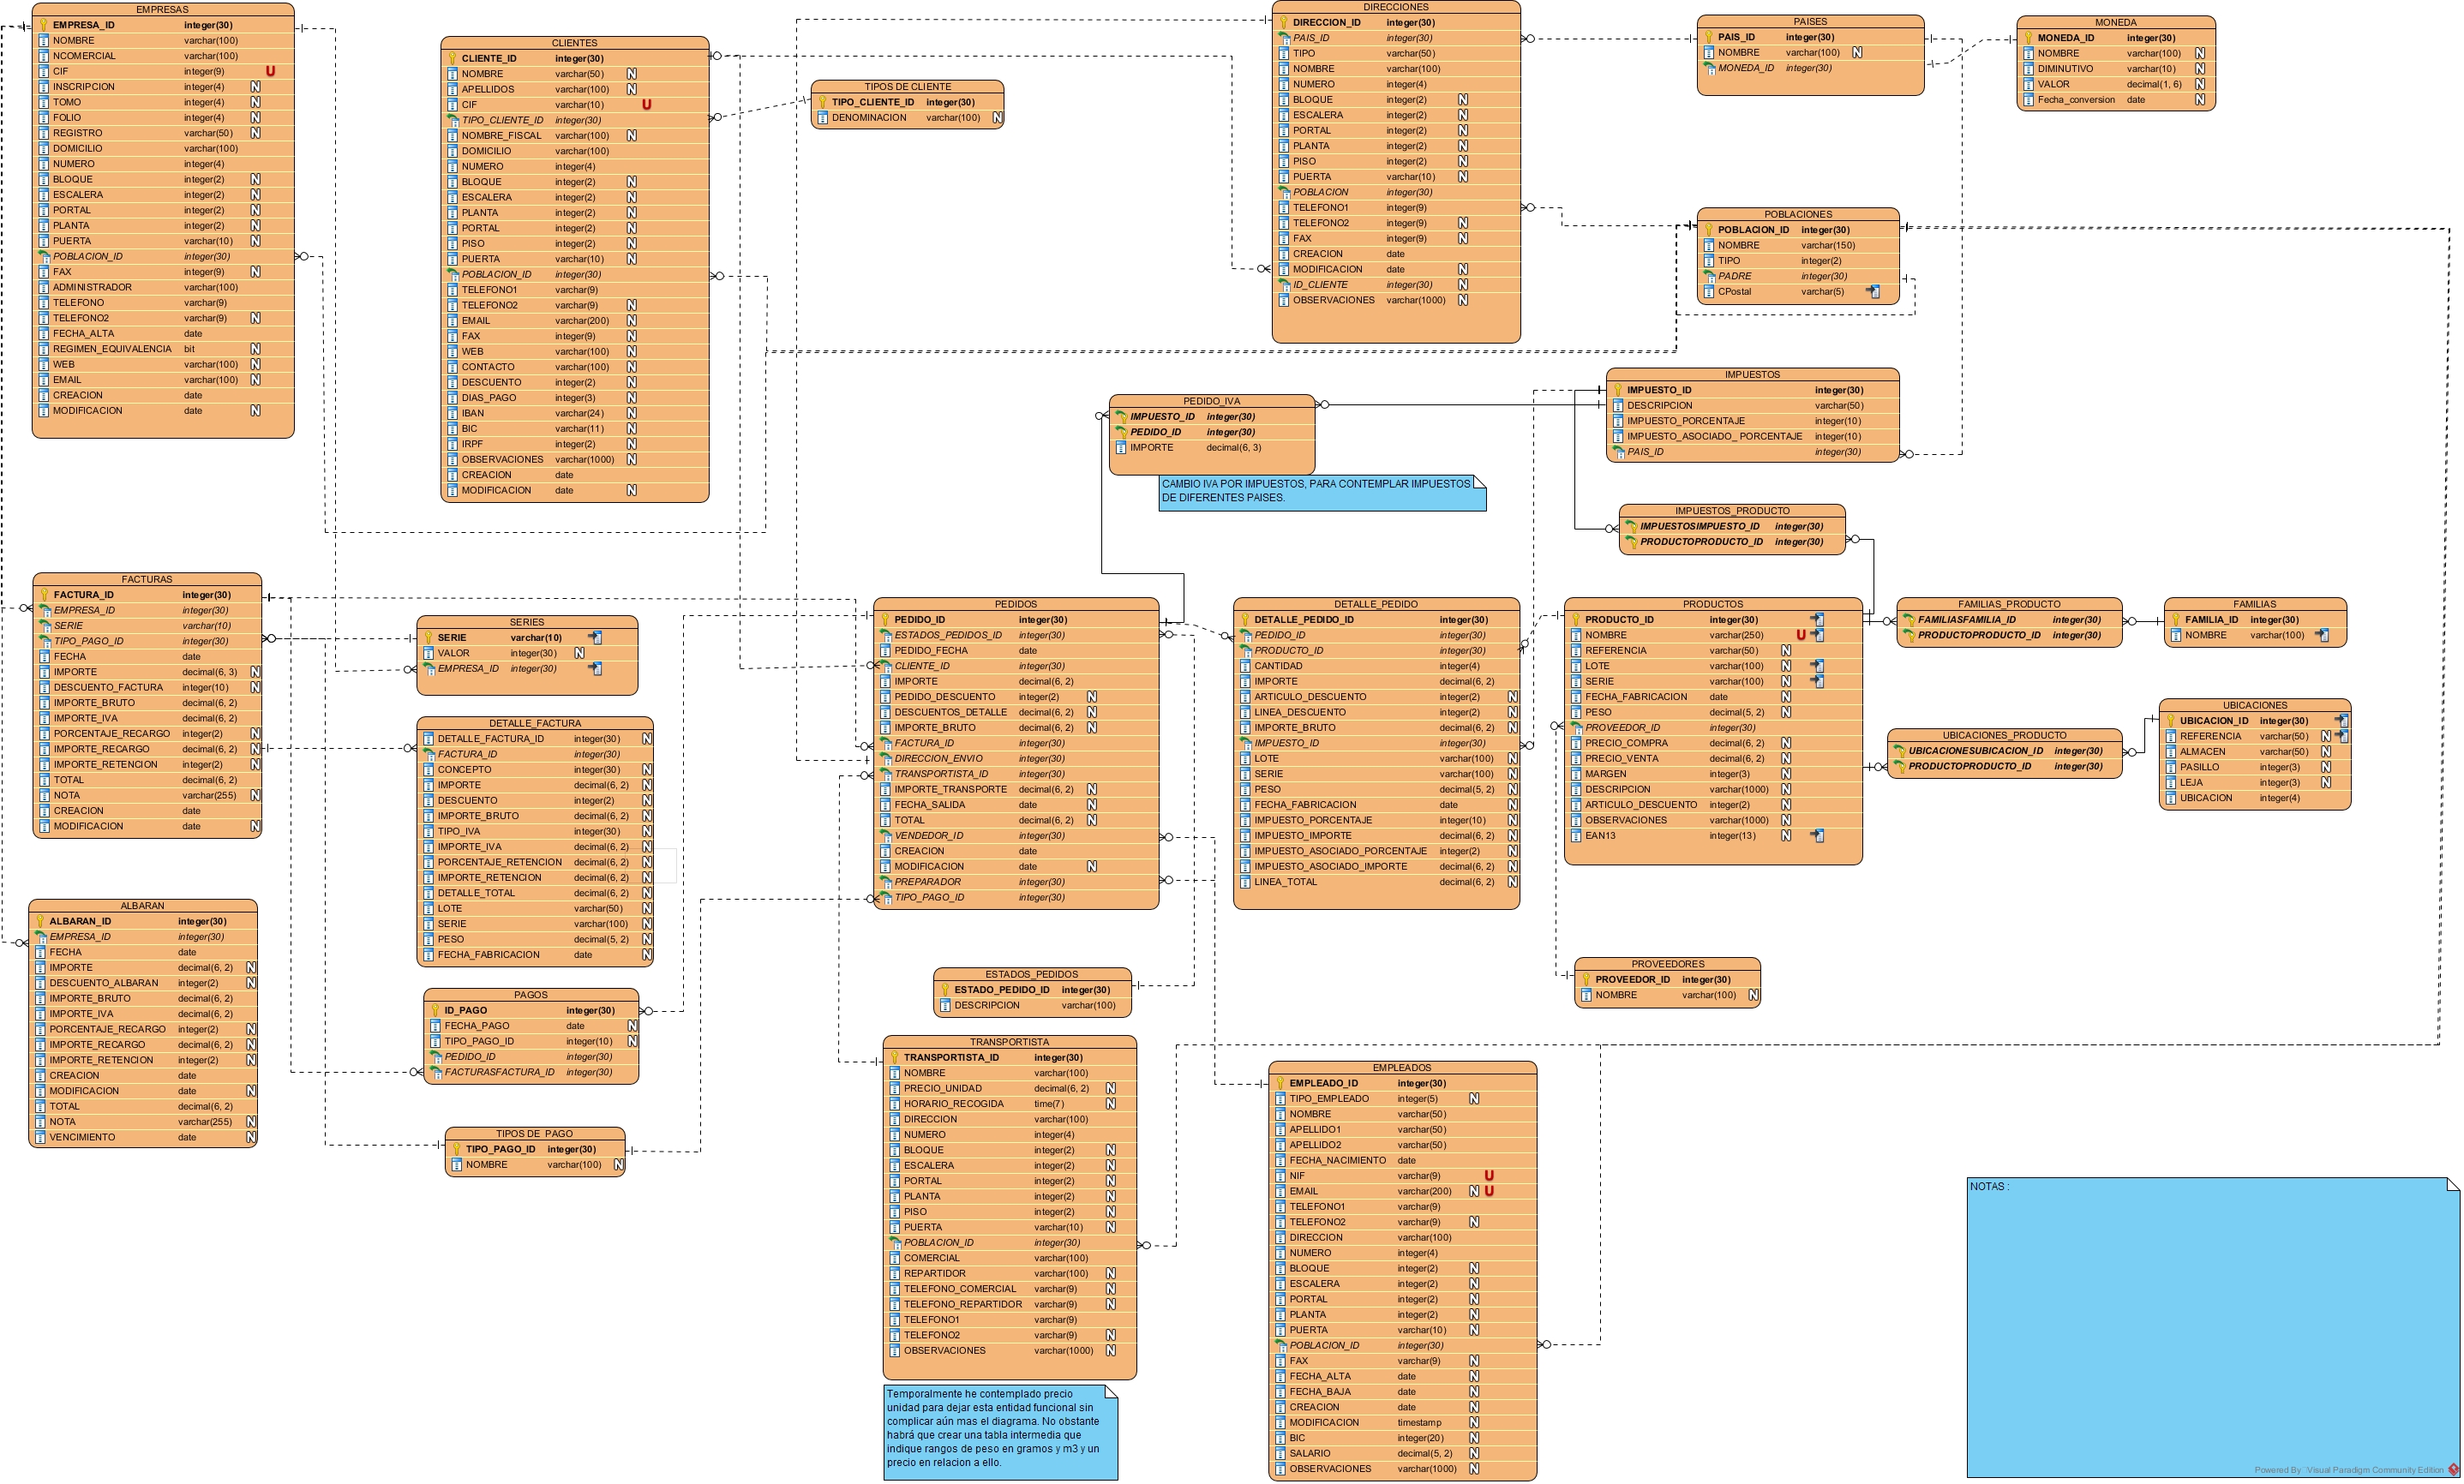 EMPRESAS
EMPRESA_ID integer(30)
NOMBRE varchar(100)
NCOMERCIAL varchar(100)
CIF integer(9) U
INSCRIPCION integer(4) N
TOMO integer(4) N
FOLIO integer(4) N
REGISTRO varchar(50) N
DOMICILIO varchar(100)
NUMERO integer(4)
BLOQUE integer(2) N
ESCALERA integer(2) N
PORTAL integer(2) N
PLANTA integer(2) N
PUERTA varchar(10) N
POBLACION_ID integer(30)
FAX integer(9) N
ADMINISTRADOR varchar(100)
TELEFONO varchar(9)
TELEFONO2 varchar(9) N
FECHA_ALTA date
REGIMEN_EQUIVALENCIA bit N
WEB varchar(100) N
EMAIL varchar(100) N
CREACION date
MODIFICACION date N
CLIENTES
CLIENTE_ID integer(30)
NOMBRE varchar(50) N
APELLIDOS varchar(100) N
CIF varchar(10) U
TIPO_CLIENTE_ID integer(30)
NOMBRE_FISCAL varchar(100) N
DOMICILIO varchar(100)
NUMERO integer(4)
BLOQUE integer(2) N
ESCALERA integer(2) N
PLANTA integer(2) N
PORTAL integer(2) N
PISO integer(2) N
PUERTA varchar(10) N
POBLACION_ID integer(30)
TELEFONO1 varchar(9)
TELEFONO2 varchar(9) N
EMAIL varchar(200) N
FAX integer(9) N
WEB varchar(100) N
CONTACTO varchar(100) N
DESCUENTO integer(2) N
DIAS_PAGO integer(3) N
IBAN varchar(24) N
BIC varchar(11) N
IRPF integer(2) N
OBSERVACIONES varchar(1000) N
CREACION date
MODIFICACION date N
TIPOS DE CLIENTE
TIPO_CLIENTE_ID integer(30)
DENOMINACION varchar(100) N
DIRECCIONES
DIRECCION_ID integer(30)
PAIS_ID integer(30)
TIPO varchar(50)
NOMBRE varchar(100)
NUMERO integer(4)
BLOQUE integer(2) N
ESCALERA integer(2) N
PORTAL integer(2) N
PLANTA integer(2) N
PISO integer(2) N
PUERTA varchar(10) N
POBLACION integer(30)
TELEFONO1 integer(9)
TELEFONO2 integer(9) N
FAX integer(9) N
CREACION date
MODIFICACION date N
ID_CLIENTE integer(30) N
OBSERVACIONES varchar(1000) N
PAISES
PAIS_ID integer(30)
NOMBRE varchar(100) N
MONEDA_ID integer(30)
MONEDA
MONEDA_ID integer(30)
NOMBRE varchar(100) N
DIMINUTIVO varchar(10) N
VALOR decimal(1, 6) N
Fecha_conversion date N
POBLACIONES
POBLACION_ID integer(30)
NOMBRE varchar(150)
TIPO integer(2)
PADRE integer(30)
CPostal varchar(5)
IMPUESTOS
IMPUESTO_ID integer(30)
DESCRIPCION varchar(50)
IMPUESTO_PORCENTAJE integer(10)
IMPUESTO_ASOCIADO_ PORCENTAJE integer(10)
PAIS_ID integer(30)
PEDIDO_IVA
IMPUESTO_ID integer(30)
PEDIDO_ID integer(30)
IMPORTE decimal(6, 3)
CAMBIO IVA POR IMPUESTOS, PARA CONTEMPLAR IMPUESTOS
DE DIFERENTES PAISES.
IMPUESTOS_PRODUCTO
IMPUESTOSIMPUESTO_ID integer(30)
PRODUCTOPRODUCTO_ID integer(30)
FACTURAS
FACTURA_ID integer(30)
EMPRESA_ID integer(30)
SERIE varchar(10)
TIPO_PAGO_ID integer(30)
FECHA date
IMPORTE decimal(6, 3) N
DESCUENTO_FACTURA integer(10) N
IMPORTE_BRUTO decimal(6, 2)
IMPORTE_IVA decimal(6, 2)
PORCENTAJE_RECARGO integer(2) N
IMPORTE_RECARGO decimal(6, 2) N
IMPORTE_RETENCION integer(2) N
TOTAL decimal(6, 2)
NOTA varchar(255) N
CREACION date
MODIFICACION date N
SERIES
SERIE varchar(10)
VALOR integer(30) N
EMPRESA_ID integer(30)
DETALLE_FACTURA
DETALLE_FACTURA_ID integer(30) N
FACTURA_ID integer(30)
CONCEPTO integer(30) N
IMPORTE decimal(6, 2) N
DESCUENTO integer(2) N
IMPORTE_BRUTO decimal(6, 2) N
TIPO_IVA integer(30) N
IMPORTE_IVA decimal(6, 2) N
PORCENTAJE_RETENCION decimal(6, 2) N
IMPORTE_RETENCION decimal(6, 2) N
DETALLE_TOTAL decimal(6, 2) N
LOTE varchar(50) N
SERIE varchar(100) N
PESO decimal(5, 2) N
FECHA_FABRICACION date N
PEDIDOS
PEDIDO_ID integer(30)
ESTADOS_PEDIDOS_ID integer(30)
PEDIDO_FECHA date
CLIENTE_ID integer(30)
IMPORTE decimal(6, 2)
PEDIDO_DESCUENTO integer(2) N
DESCUENTOS_DETALLE decimal(6, 2) N
IMPORTE_BRUTO decimal(6, 2) N
FACTURA_ID integer(30)
DIRECCION_ENVIO integer(30)
TRANSPORTISTA_ID integer(30)
IMPORTE_TRANSPORTE decimal(6, 2) N
FECHA_SALIDA date N
TOTAL decimal(6, 2) N
VENDEDOR_ID integer(30)
CREACION date
MODIFICACION date N
PREPARADOR integer(30)
TIPO_PAGO_ID integer(30)
DETALLE_PEDIDO
DETALLE_PEDIDO_ID integer(30)
PEDIDO_ID integer(30)
PRODUCTO_ID integer(30)
CANTIDAD integer(4)
IMPORTE decimal(6, 2)
ARTICULO_DESCUENTO integer(2) N
LINEA_DESCUENTO integer(2) N
IMPORTE_BRUTO decimal(6, 2) N
IMPUESTO_ID integer(30)
LOTE varchar(100) N
SERIE varchar(100) N
PESO decimal(5, 2) N
FECHA_FABRICACION date N
IMPUESTO_PORCENTAJE integer(10) N
IMPUESTO_IMPORTE decimal(6, 2) N
IMPUESTO_ASOCIADO_PORCENTAJE integer(2) N
IMPUESTO_ASOCIADO_IMPORTE decimal(6, 2) N
LINEA_TOTAL decimal(6, 2) N
PRODUCTOS
PRODUCTO_ID integer(30)
NOMBRE varchar(250) U
REFERENCIA varchar(50) N
LOTE varchar(100) N
SERIE varchar(100) N
FECHA_FABRICACION date N
PESO decimal(5, 2) N
PROVEEDOR_ID integer(30)
PRECIO_COMPRA decimal(6, 2) N
PRECIO_VENTA decimal(6, 2) N
MARGEN integer(3) N
DESCRIPCION varchar(1000) N
ARTICULO_DESCUENTO integer(2) N
OBSERVACIONES varchar(1000) N
EAN13 integer(13) N
FAMILIAS_PRODUCTO
FAMILIASFAMILIA_ID integer(30)
PRODUCTOPRODUCTO_ID integer(30)
FAMILIAS
FAMILIA_ID integer(30)
NOMBRE varchar(100)
UBICACIONES_PRODUCTO
UBICACIONESUBICACION_ID integer(30)
PRODUCTOPRODUCTO_ID integer(30)
UBICACIONES
UBICACION_ID integer(30)
REFERENCIA varchar(50) N
ALMACEN varchar(50) N
PASILLO integer(3) N
LEJA integer(3) N
UBICACION integer(4)
ALBARAN
ALBARAN_ID integer(30)
EMPRESA_ID integer(30)
FECHA date
IMPORTE decimal(6, 2) N
DESCUENTO_ALBARAN integer(2) N
IMPORTE_BRUTO decimal(6, 2)
IMPORTE_IVA decimal(6, 2)
PORCENTAJE_RECARGO integer(2) N
IMPORTE_RECARGO decimal(6, 2) N
IMPORTE_RETENCION integer(2) N
CREACION date
MODIFICACION date N
TOTAL decimal(6, 2)
NOTA varchar(255) N
VENCIMIENTO date N
PAGOS
ID_PAGO integer(30)
FECHA_PAGO date N
TIPO_PAGO_ID integer(10) N
PEDIDO_ID integer(30)
FACTURASFACTURA_ID integer(30)
TIPOS DE PAGO
TIPO_PAGO_ID integer(30)
NOMBRE varchar(100) N
ESTADOS_PEDIDOS
ESTADO_PEDIDO_ID integer(30)
DESCRIPCION varchar(100)
PROVEEDORES
PROVEEDOR_ID integer(30)
NOMBRE varchar(100) N
TRANSPORTISTA
TRANSPORTISTA_ID integer(30)
NOMBRE varchar(100)
PRECIO_UNIDAD decimal(6, 2) N
HORARIO_RECOGIDA time(7) N
DIRECCION varchar(100)
NUMERO integer(4)
BLOQUE integer(2) N
ESCALERA integer(2) N
PORTAL integer(2) N
PLANTA integer(2) N
PISO integer(2) N
PUERTA varchar(10) N
POBLACION_ID integer(30)
COMERCIAL varchar(100)
REPARTIDOR varchar(100) N
TELEFONO_COMERCIAL varchar(9) N
TELEFONO_REPARTIDOR varchar(9) N
TELEFONO1 varchar(9)
TELEFONO2 varchar(9) N
OBSERVACIONES varchar(1000) N
Temporalmente he contemplado precio
unidad para dejar esta entidad funcional sin
complicar aún mas el diagrama. No obstante
habrá que crear una tabla intermedia que
indique rangos de peso en gramos y m3 y un
precio en relacion a ello.
EMPLEADOS
EMPLEADO_ID integer(30)
TIPO_EMPLEADO integer(5) N
NOMBRE varchar(50)
APELLIDO1 varchar(50)
APELLIDO2 varchar(50)
FECHA_NACIMIENTO date
NIF varchar(9) U
EMAIL varchar(200) N U
TELEFONO1 varchar(9)
TELEFONO2 varchar(9) N
DIRECCION varchar(100)
NUMERO integer(4)
BLOQUE integer(2) N
ESCALERA integer(2) N
PORTAL integer(2) N
PLANTA integer(2) N
PUERTA varchar(10) N
POBLACION_ID integer(30)
FAX varchar(9) N
FECHA_ALTA date N
FECHA_BAJA date N
CREACION date N
MODIFICACION timestamp N
BIC integer(20) N
SALARIO decimal(5, 2) N
OBSERVACIONES varchar(1000) N
NOTAS :
Powered By Visual Paradigm Community Edition